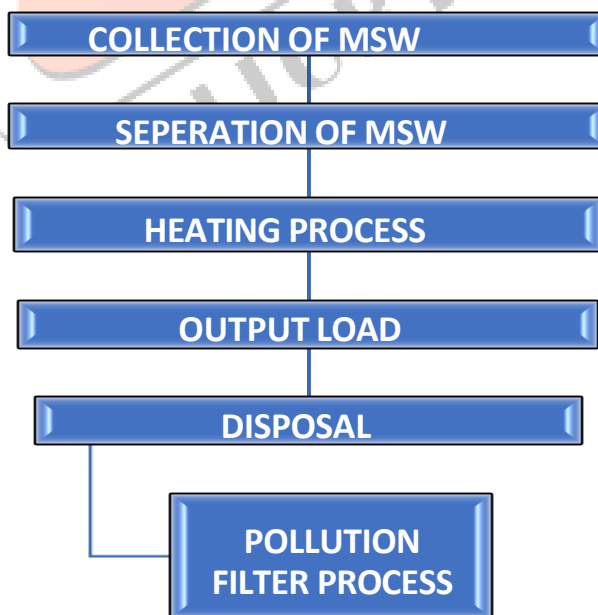 COLLECTION OF MSW
SEPERATION OF MSW
HEATING PROCESS
OUTPUT LOAD
DISPOSAL
POLLUTION
FILTER PROCESS